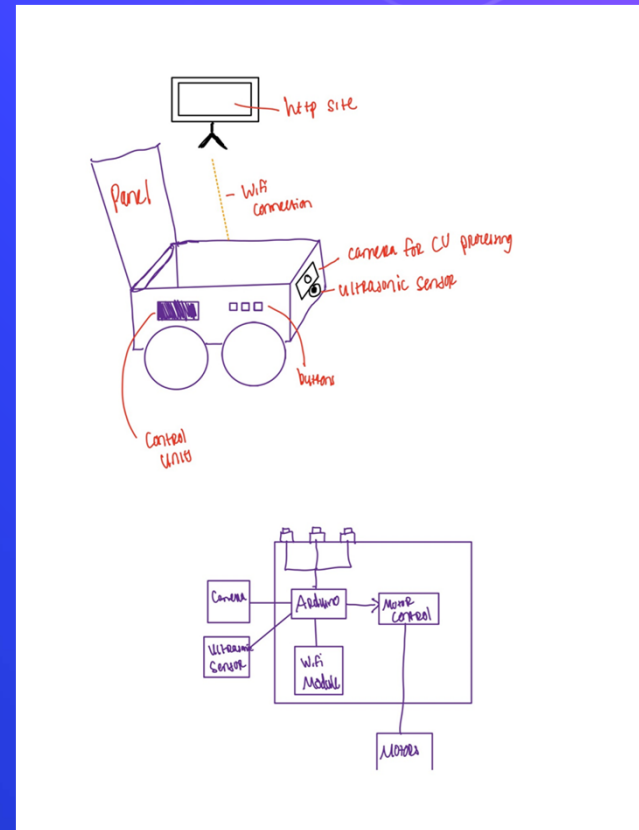 http site
Panel
Wifi
connection
camera for CV processing
ultrasonic sensor
buttons
Control
Unit
Camera
Arduino
Motor
Control
Ultrasonic
Sensor
Wifi
Module
Motors